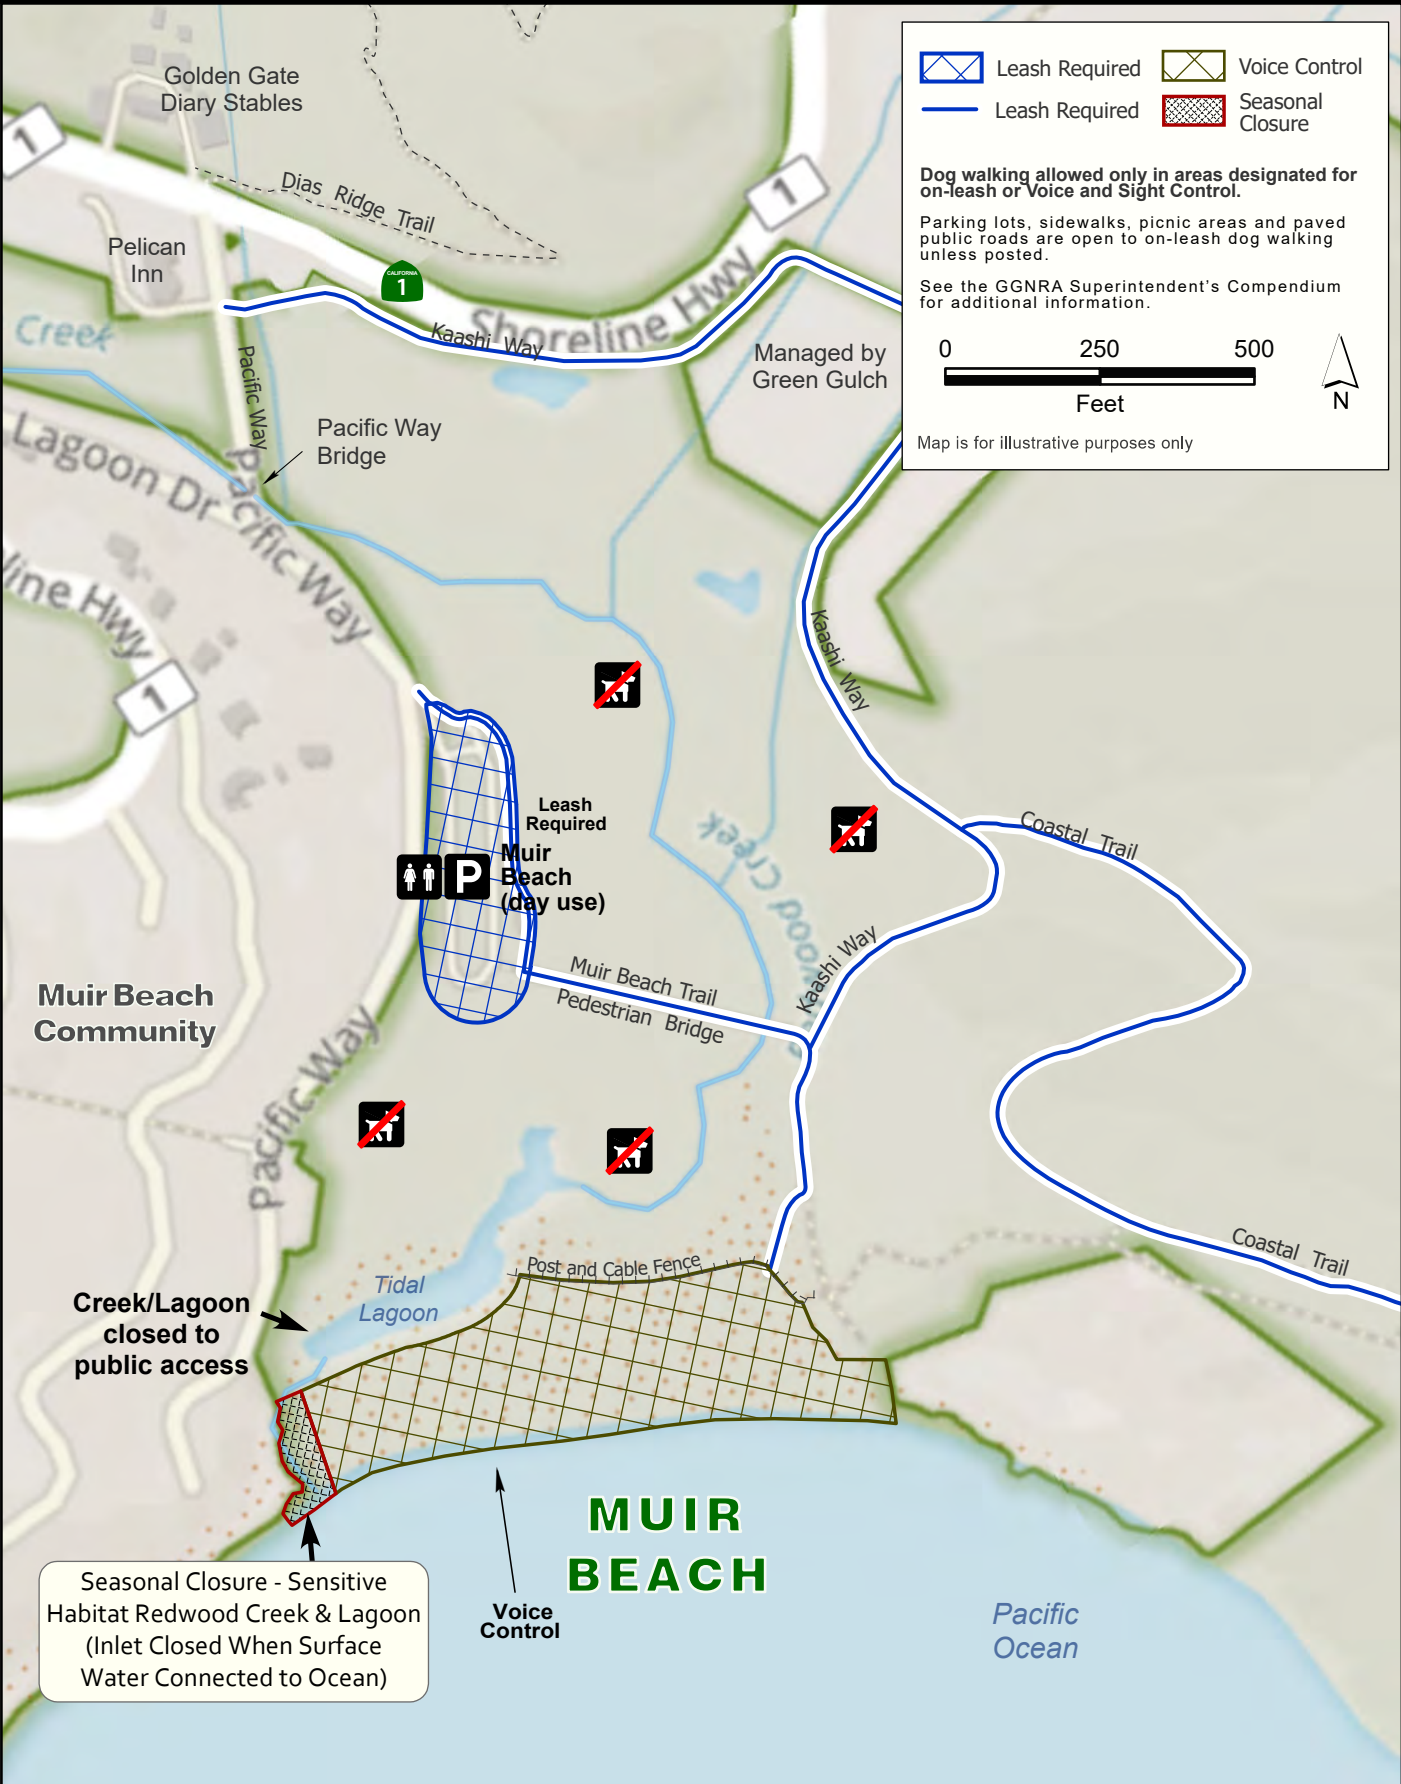 Leash Required
Voice Control
Leash Required
Seasonal
Closure
Dog walking allowed only in areas designated for
on-leash or Voice and Sight Control.
Parking lots, sidewalks, picnic areas and paved
public roads are open to on-leash dog walking
unless posted.
See the GGNRA Superintendent's Compendium
for additional information.
0 250 500
Feet
N
Map is for illustrative purposes only
Golden Gate
Diary Stables
1
Dias Ridge Trail
1
Pelican
Inn
CALIFORNIA
1
Shoreline Hwy
Kaashi Way
Creek
Pacific Way
Managed by
Green Gulch
Lagoon Dr
Pacific Way
Bridge
Pacific Way
line Hwy
1
Kaashi Way
Leash
Required
Muir
Beach
(day use)
P
Coastal Trail
Kaashi Way
Muir Beach Trail
Pedestrian Bridge
Muir Beach
Community
Pacific Way
Coastal Trail
Post and Cable Fence
Tidal
Lagoon
Creek/Lagoon
closed to
public access
MUIR
BEACH
Seasonal Closure - Sensitive
Habitat Redwood Creek & Lagoon
(Inlet Closed When Surface
Water Connected to Ocean)
Voice
Control
Pacific
Ocean